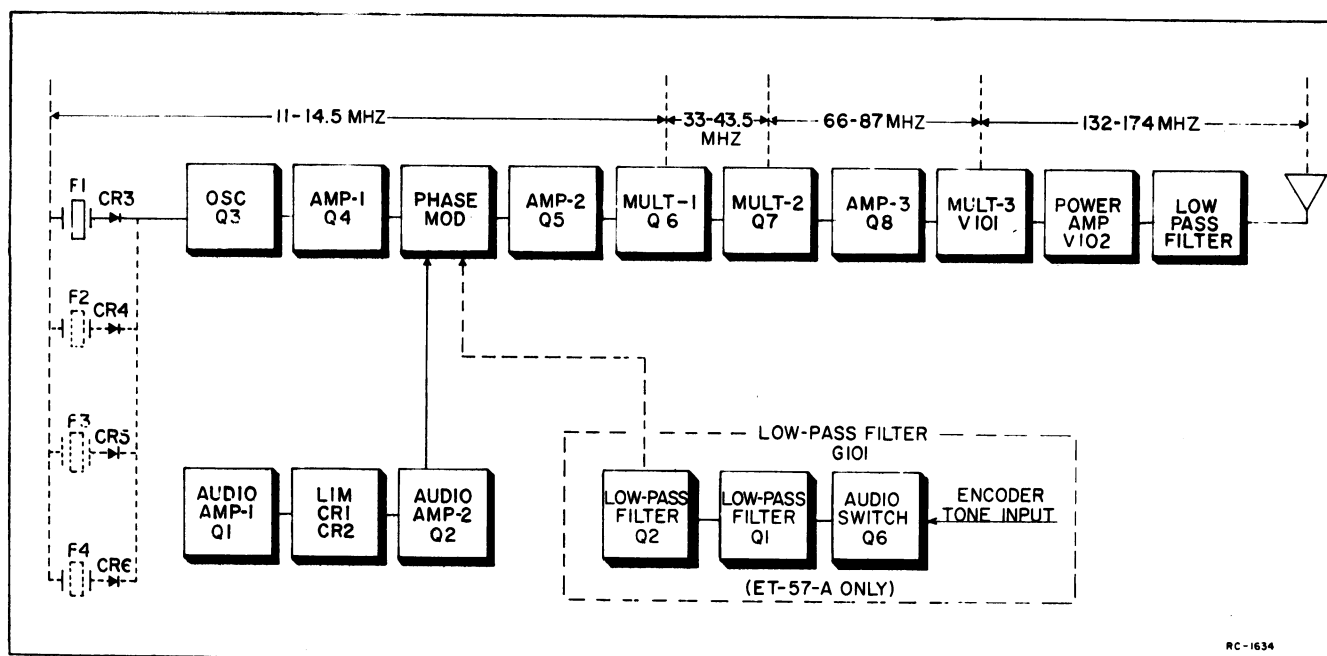 11-14.5 MHZ
33-43.5
MHZ
66-87 MHZ
132-174 MHZ
F1
CR3
OSC
Q3
AMP-1
Q4
PHASE
MOD
AMP-2
Q5
MULT-1
Q6
MULT-2
Q7
AMP-3
Q8
MULT-3
V101
POWER
AMP
V102
LOW
PASS
FILTER
F2
CR4
F3
CR5
F4
CR6
AUDIO
AMP-1
Q1
LIM
CR1
CR2
AUDIO
AMP-2
Q2
LOW-PASS FILTER
G101
LOW-PASS
FILTER
Q2
LOW-PASS
FILTER
Q1
AUDIO
SWITCH
Q6
ENCODER
TONE INPUT
(ET-57-A ONLY)
RC-1634